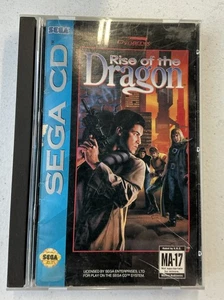 SEGA
SEGA CD
DYNAMIX
Rise of the
Dragon
MA-17
SEGA
LICENSED BY SEGA ENTERPRISES, LTD.
FOR PLAY ON THE SEGA CD™ SYSTEM.